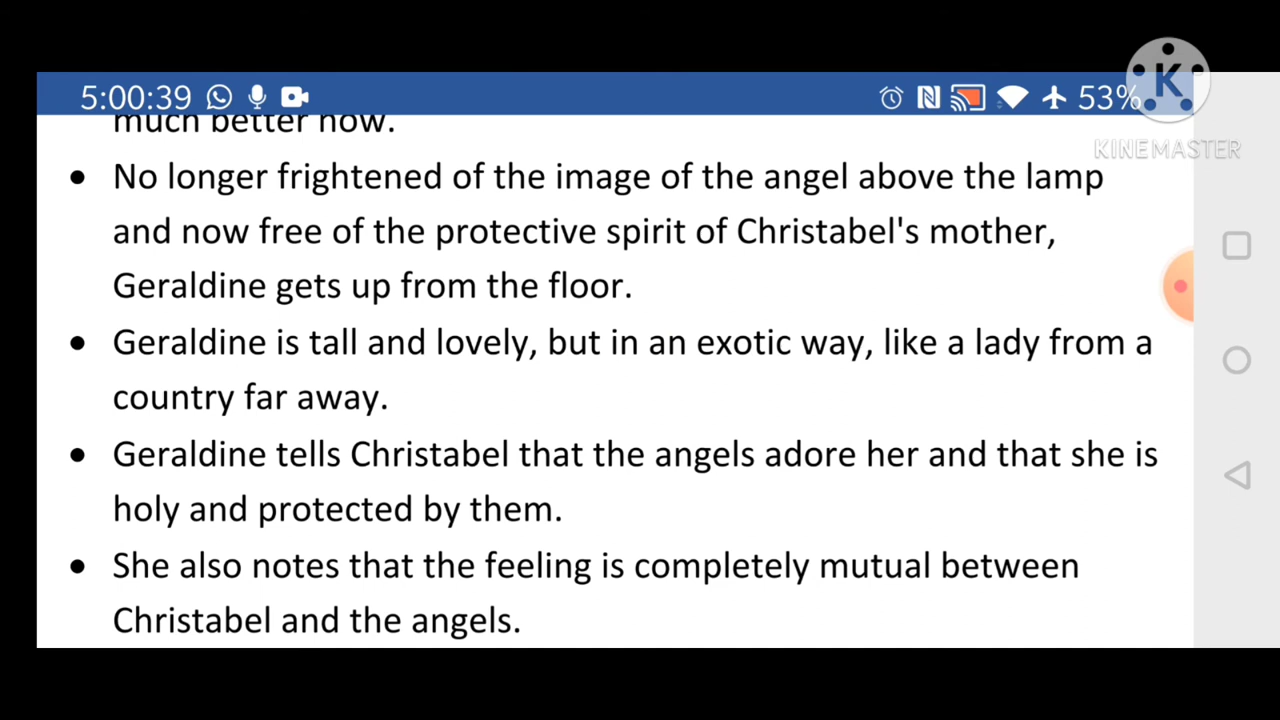 5:00:39 53%
K
KINEMASTER
much better now.
• No longer frightened of the image of the angel above the lamp
and now free of the protective spirit of Christabel's mother,
Geraldine gets up from the floor.
• Geraldine is tall and lovely, but in an exotic way, like a lady from a
country far away.
• Geraldine tells Christabel that the angels adore her and that she is
holy and protected by them.
• She also notes that the feeling is completely mutual between
Christabel and the angels.